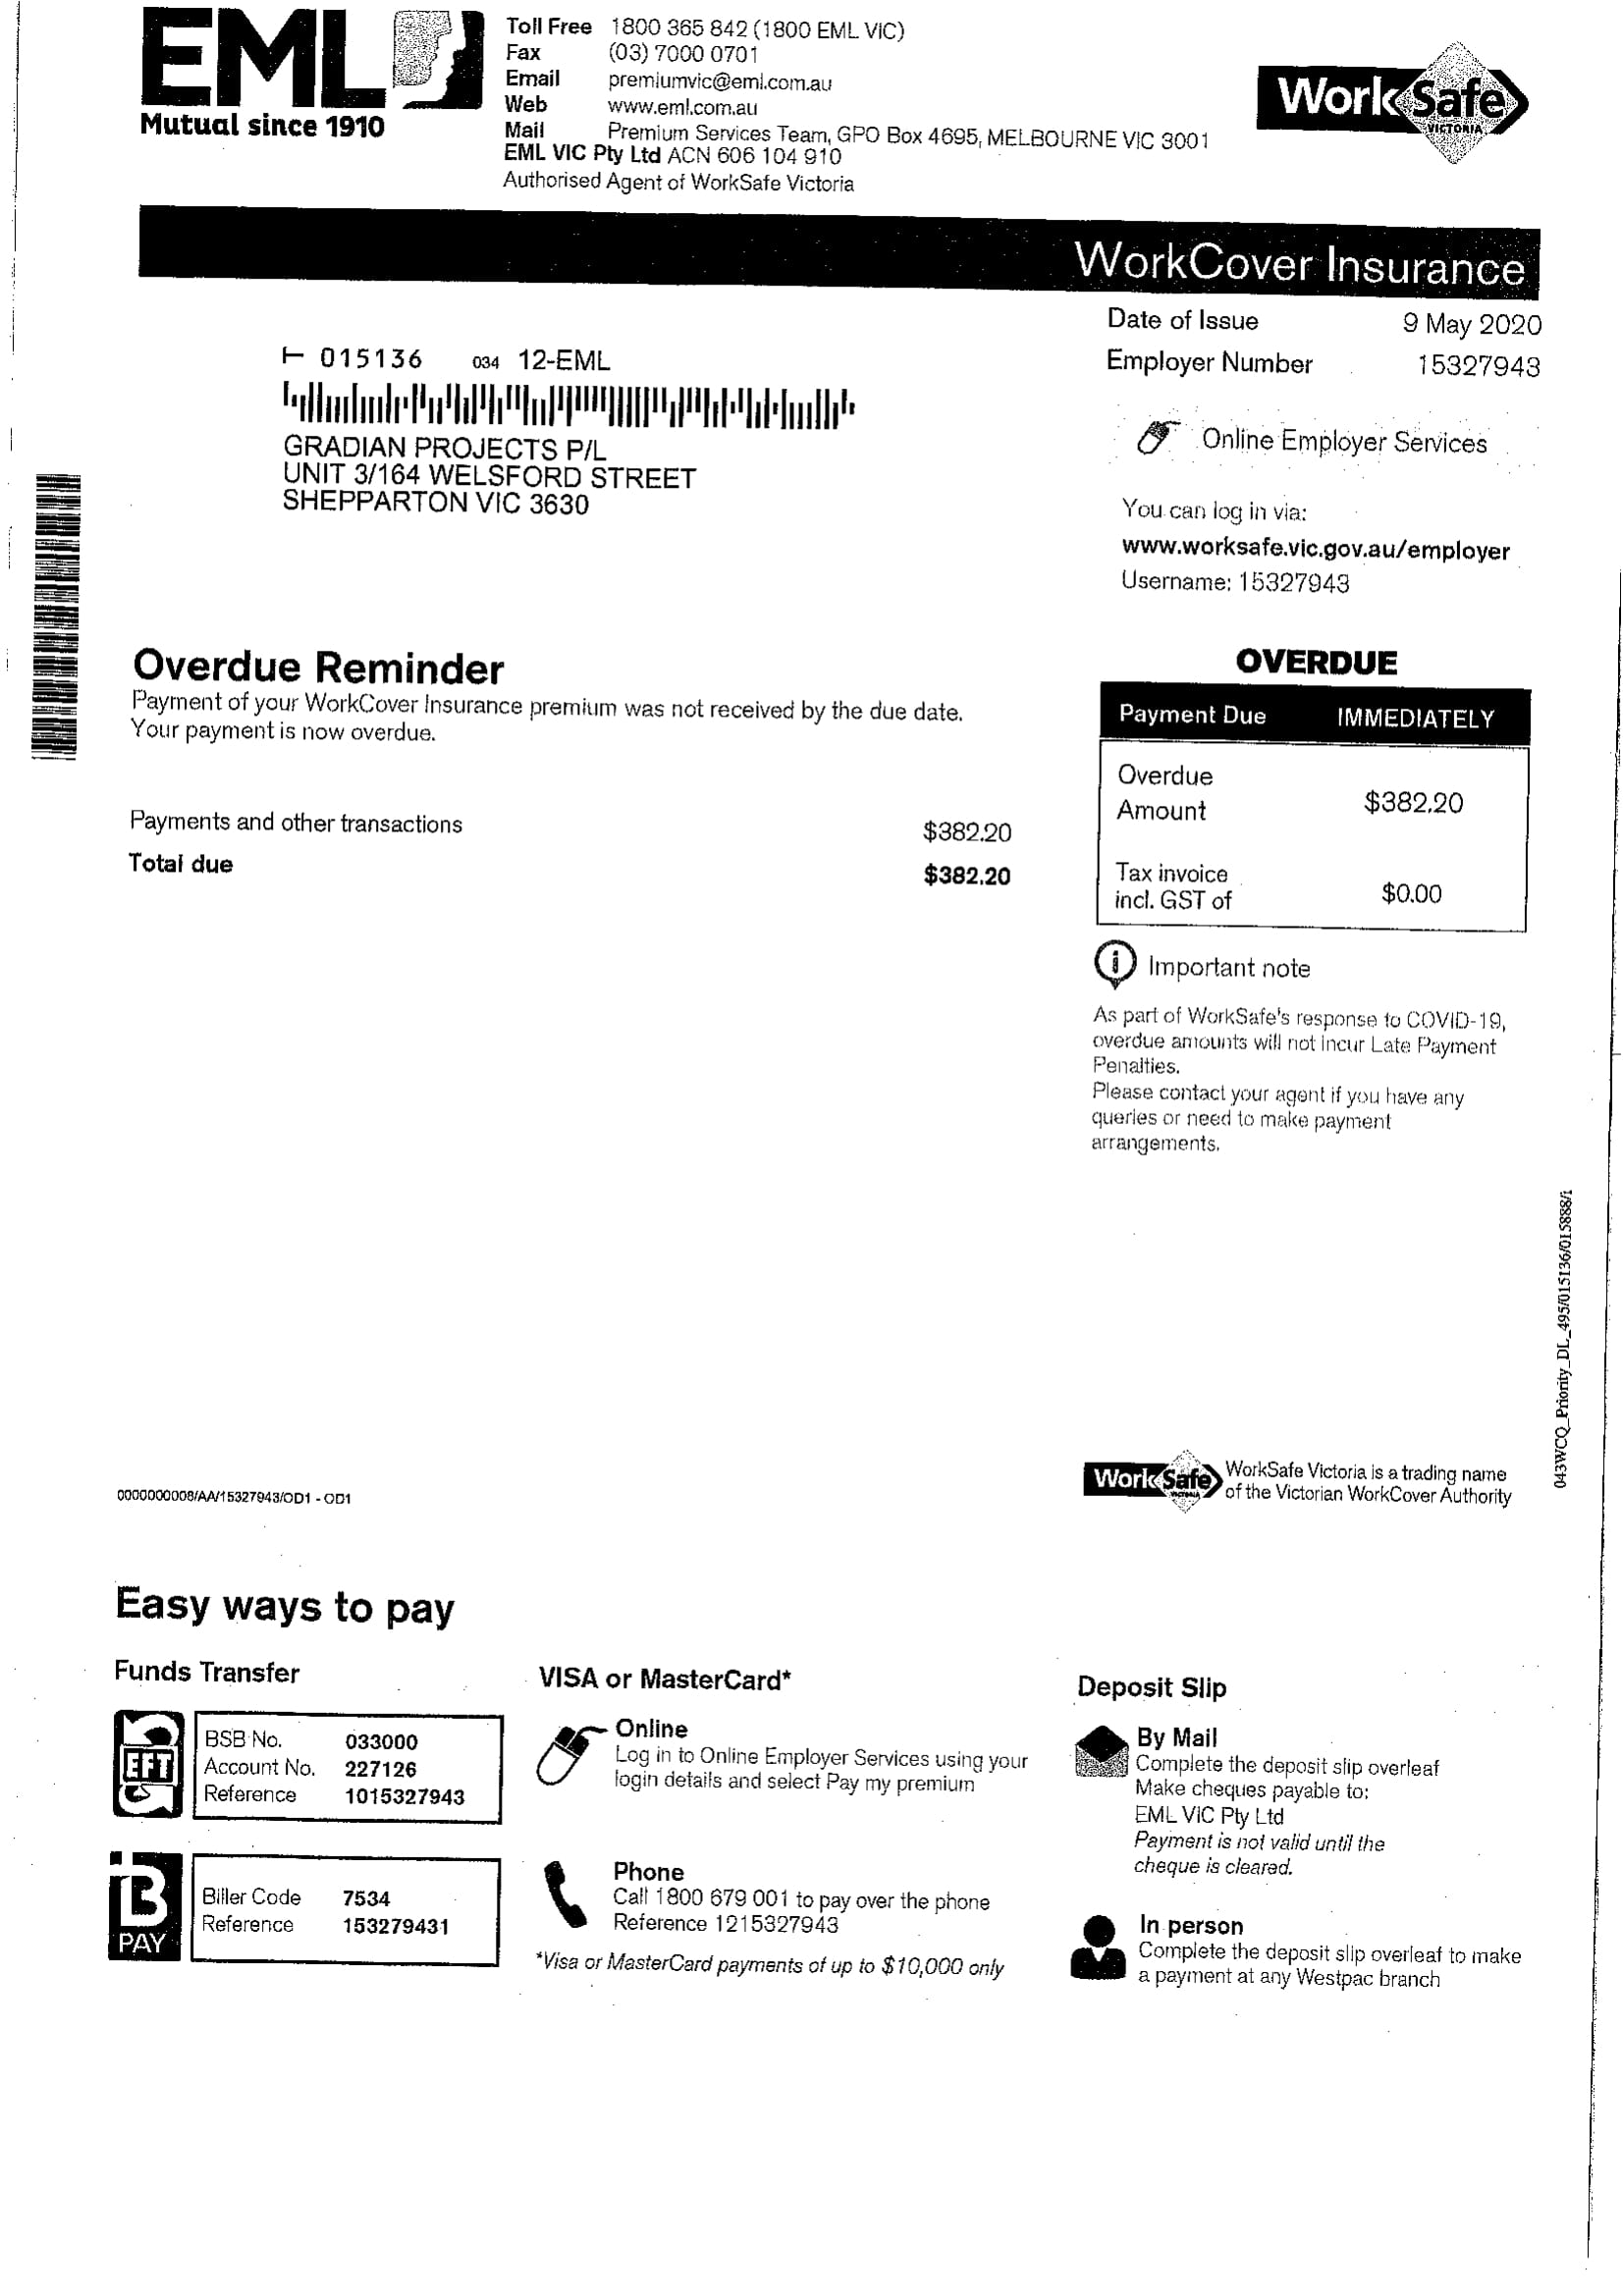 EML
Mutual since 1910
Toll Free 1800 365 842 (1800 EML VIC)
Fax (03) 7000 0701
Email premiumvic@eml.com.au
Web www.eml.com.au
Mail Premium Services Team, GPO Box 4695, MELBOURNE VIC 3001
EML VIC Pty Ltd ACN 606 104 910
Authorised Agent of WorkSafe Victoria
WorkSafe
VICTORIA
WorkCover Insurance
Date of Issue 9 May 2020
Employer Number 15327943
015136 034 12-EML
GRADIAN PROJECTS P/L
UNIT 3/164 WELSFORD STREET
SHEPPARTON VIC 3630
Online Employer Services
You can log in via:
www.worksafe.vic.gov.au/employer
Username: 15327943
Overdue Reminder
Payment of your WorkCover Insurance premium was not received by the due date.
Your payment is now overdue.
Payments and other transactions $382.20
Total due $382.20
OVERDUE
Payment Due IMMEDIATELY
Overdue
Amount $382.20
Tax invoice
incl. GST of $0.00
Important note
As part of WorkSafe's response to COVID-19,
overdue amounts will not incur Late Payment
Penalties.
Please contact your agent if you have any
queries or need to make payment
arrangements.
043WCQ_Priority_DL_495/015136/015888/i
0000000008/AA/15327943/OD1 - OD1
WorkSafe
VICTORIA
WorkSafe Victoria is a trading name
of the Victorian WorkCover Authority
Easy ways to pay
Funds Transfer
EFT
BSB No. 033000
Account No. 227126
Reference 1015327943
B
PAY
Biller Code 7534
Reference 153279431
VISA or MasterCard*
Online
Log in to Online Employer Services using your
login details and select Pay my premium
Phone
Call 1800 679 001 to pay over the phone
Reference 1215327943
*Visa or MasterCard payments of up to $10,000 only
Deposit Slip
By Mail
Complete the deposit slip overleaf
Make cheques payable to:
EML VIC Pty Ltd
Payment is not valid until the
cheque is cleared.
In person
Complete the deposit slip overleaf to make
a payment at any Westpac branch